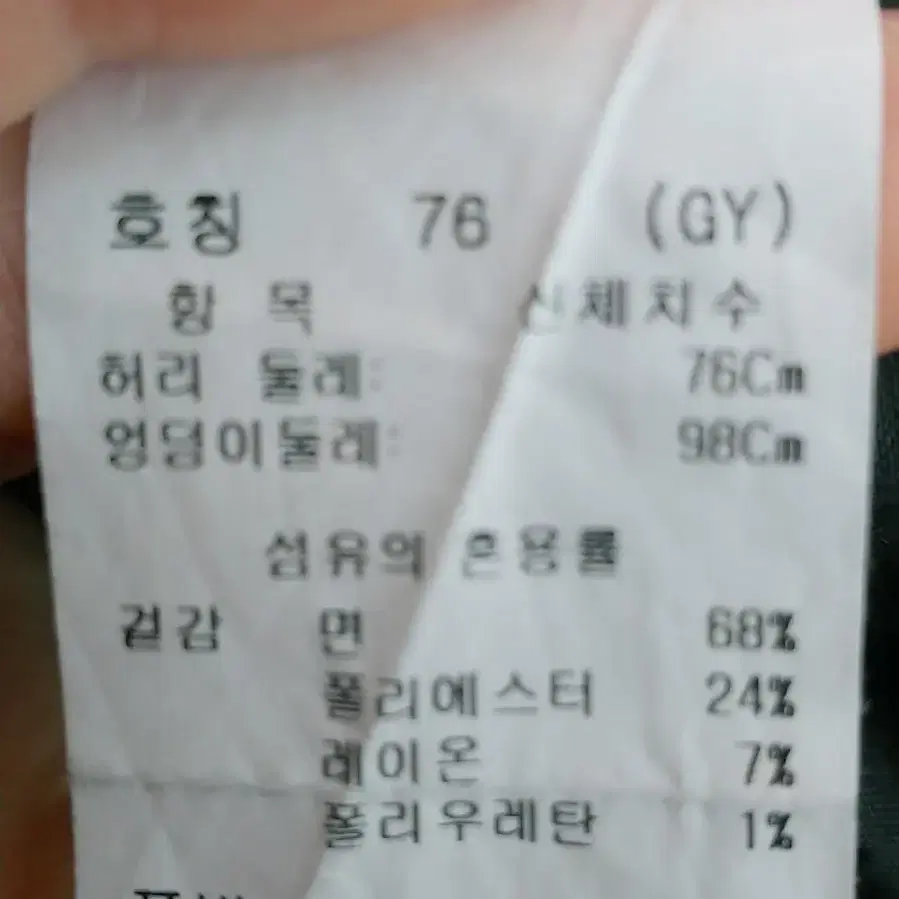 호칭 76 (GY)
항 목 신체치수
허리 둘레: 76Cm
엉덩이둘레: 98Cm
섬유의 혼용률
겉감 면 68%
폴리에스터 24%
레이온 7%
폴리우레탄 1%